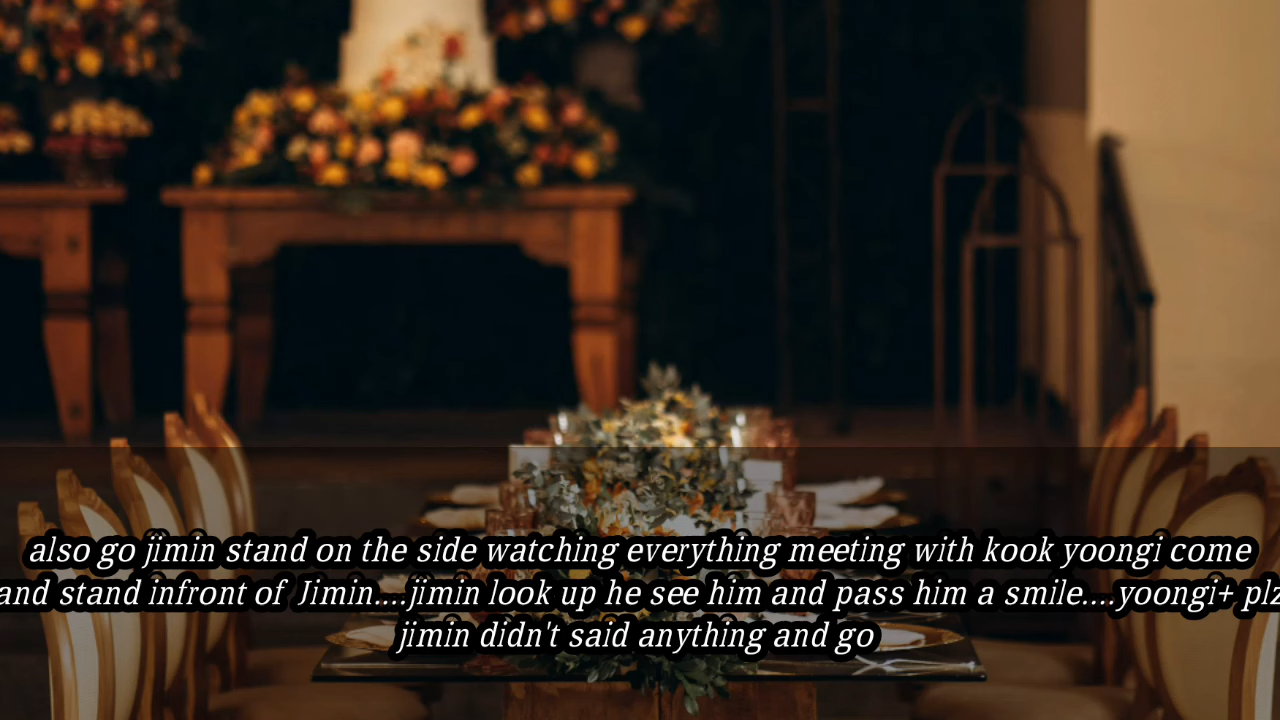 also go jimin stand on the side watching everything meeting with kook yoongi come
and stand infront of Jimin....jimin look up he see him and pass him a smile....yoongi+ plz
jimin didn't said anything and go